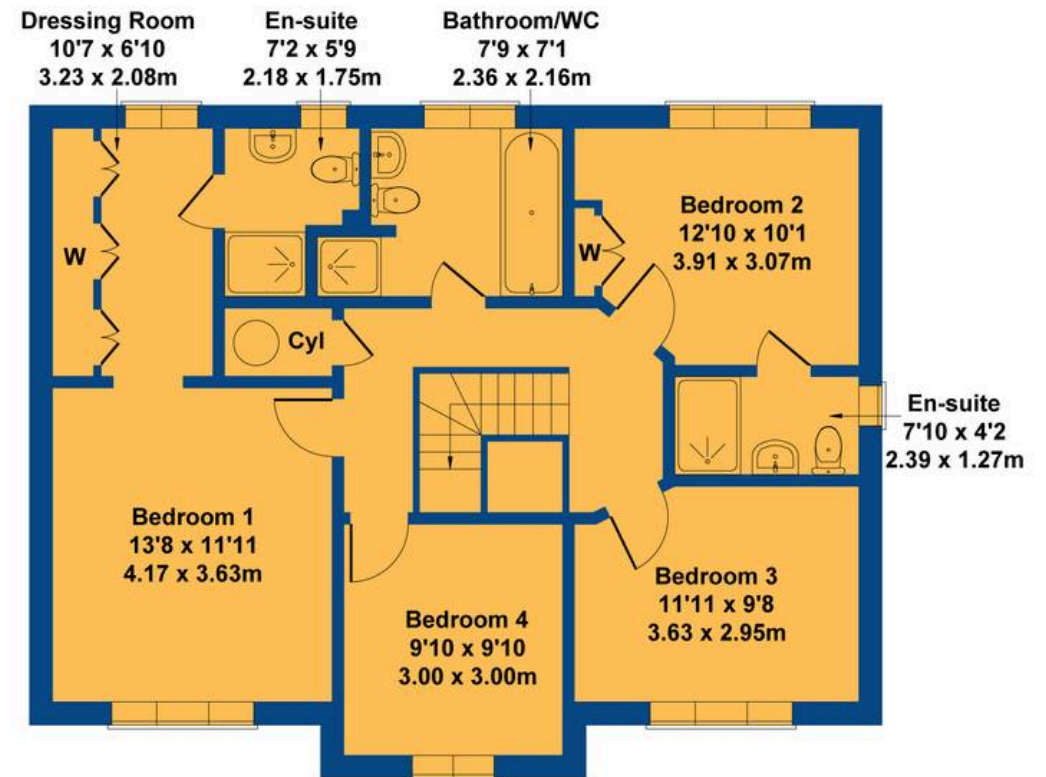 Dressing Room
10'7 x 6'10
3.23 x 2.08m
En-suite
7'2 x 5'9
2.18 x 1.75m
Bathroom/WC
7'9 x 7'1
2.36 x 2.16m
W
Cyl
W
Bedroom 2
12'10 x 10'1
3.91 x 3.07m
En-suite
7'10 x 4'2
2.39 x 1.27m
Bedroom 1
13'8 x 11'11
4.17 x 3.63m
Bedroom 4
9'10 x 9'10
3.00 x 3.00m
Bedroom 3
11'11 x 9'8
3.63 x 2.95m